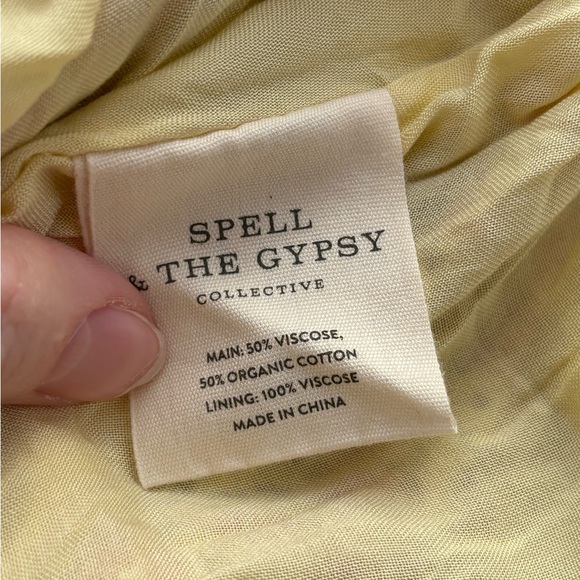 SPELL
& THE GYPSY
COLLECTIVE
MAIN: 50% VISCOSE,
50% ORGANIC COTTON
LINING: 100% VISCOSE
MADE IN CHINA